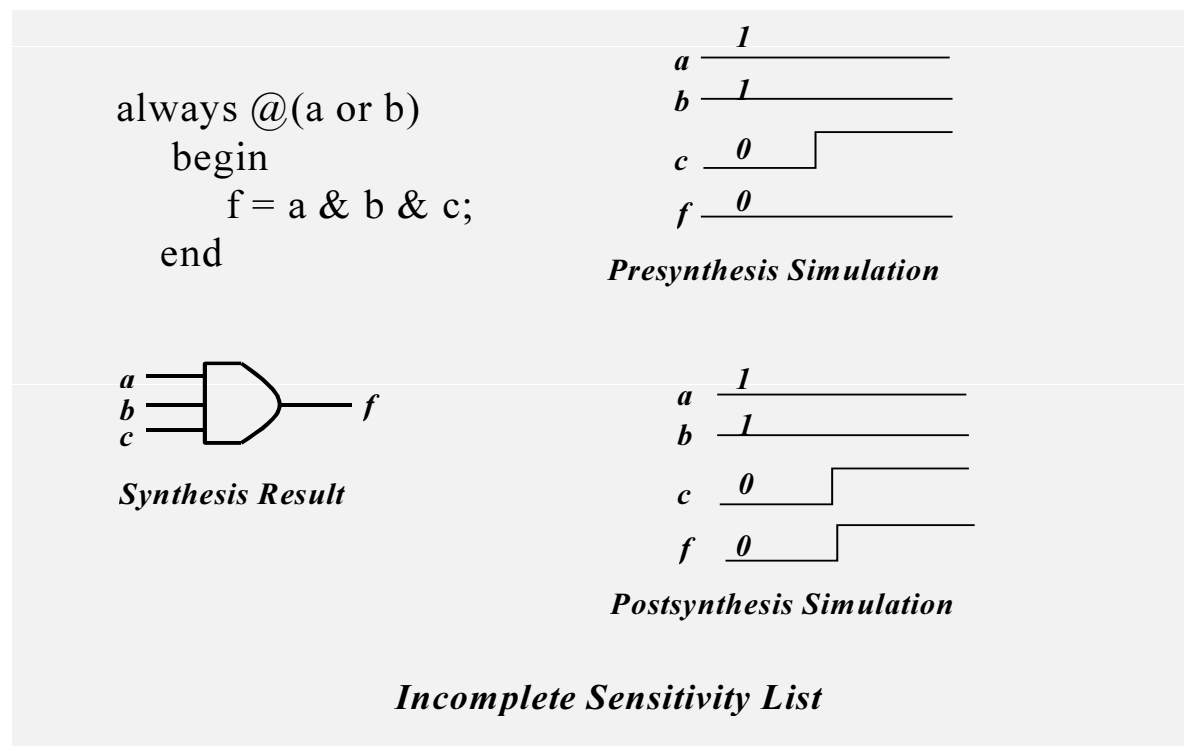 always @(a or b)
begin
f = a & b & c;
end
1
a
1
b
0
c
0
f
Presynthesis Simulation
a
b
c
f
Synthesis Result
1
a
1
b
0
c
0
f
Postsynthesis Simulation
Incomplete Sensitivity List